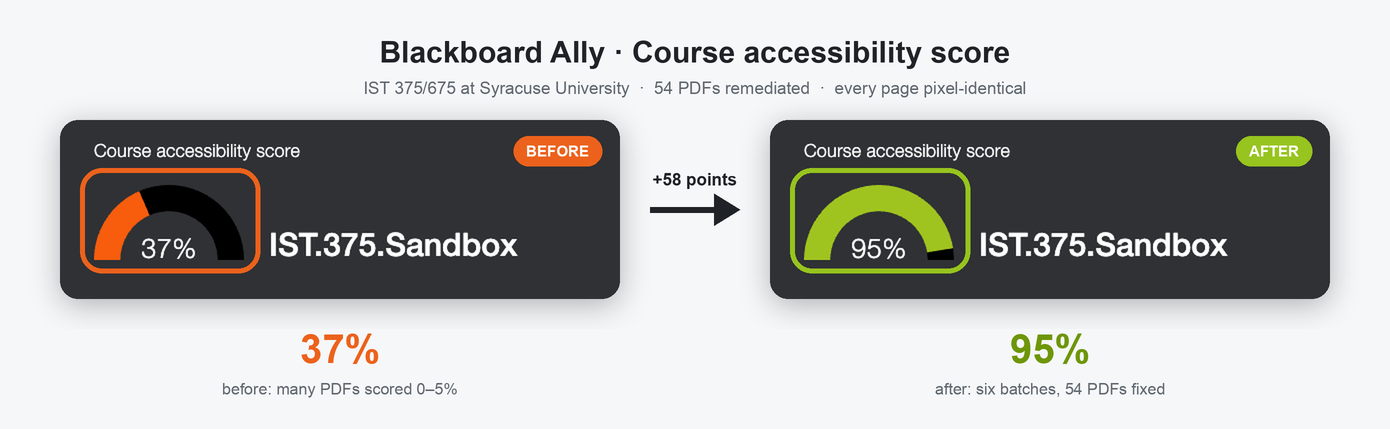 Blackboard Ally · Course accessibility score
IST 375/675 at Syracuse University · 54 PDFs remediated · every page pixel-identical
Course accessibility score
BEFORE
37%
IST.375.Sandbox
+58 points
Course accessibility score
AFTER
95%
IST.375.Sandbox
37%
before: many PDFs scored 0–5%
95%
after: six batches, 54 PDFs fixed